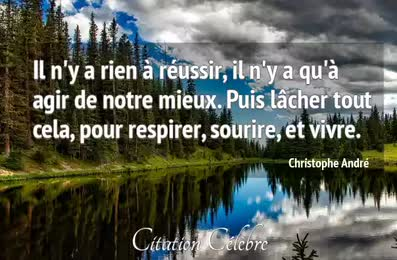 Il n'y a rien à réussir, il n'y a qu'à
agir de notre mieux. Puis lâcher tout
cela, pour respirer, sourire, et vivre.
Christophe André
Citation Célèbre